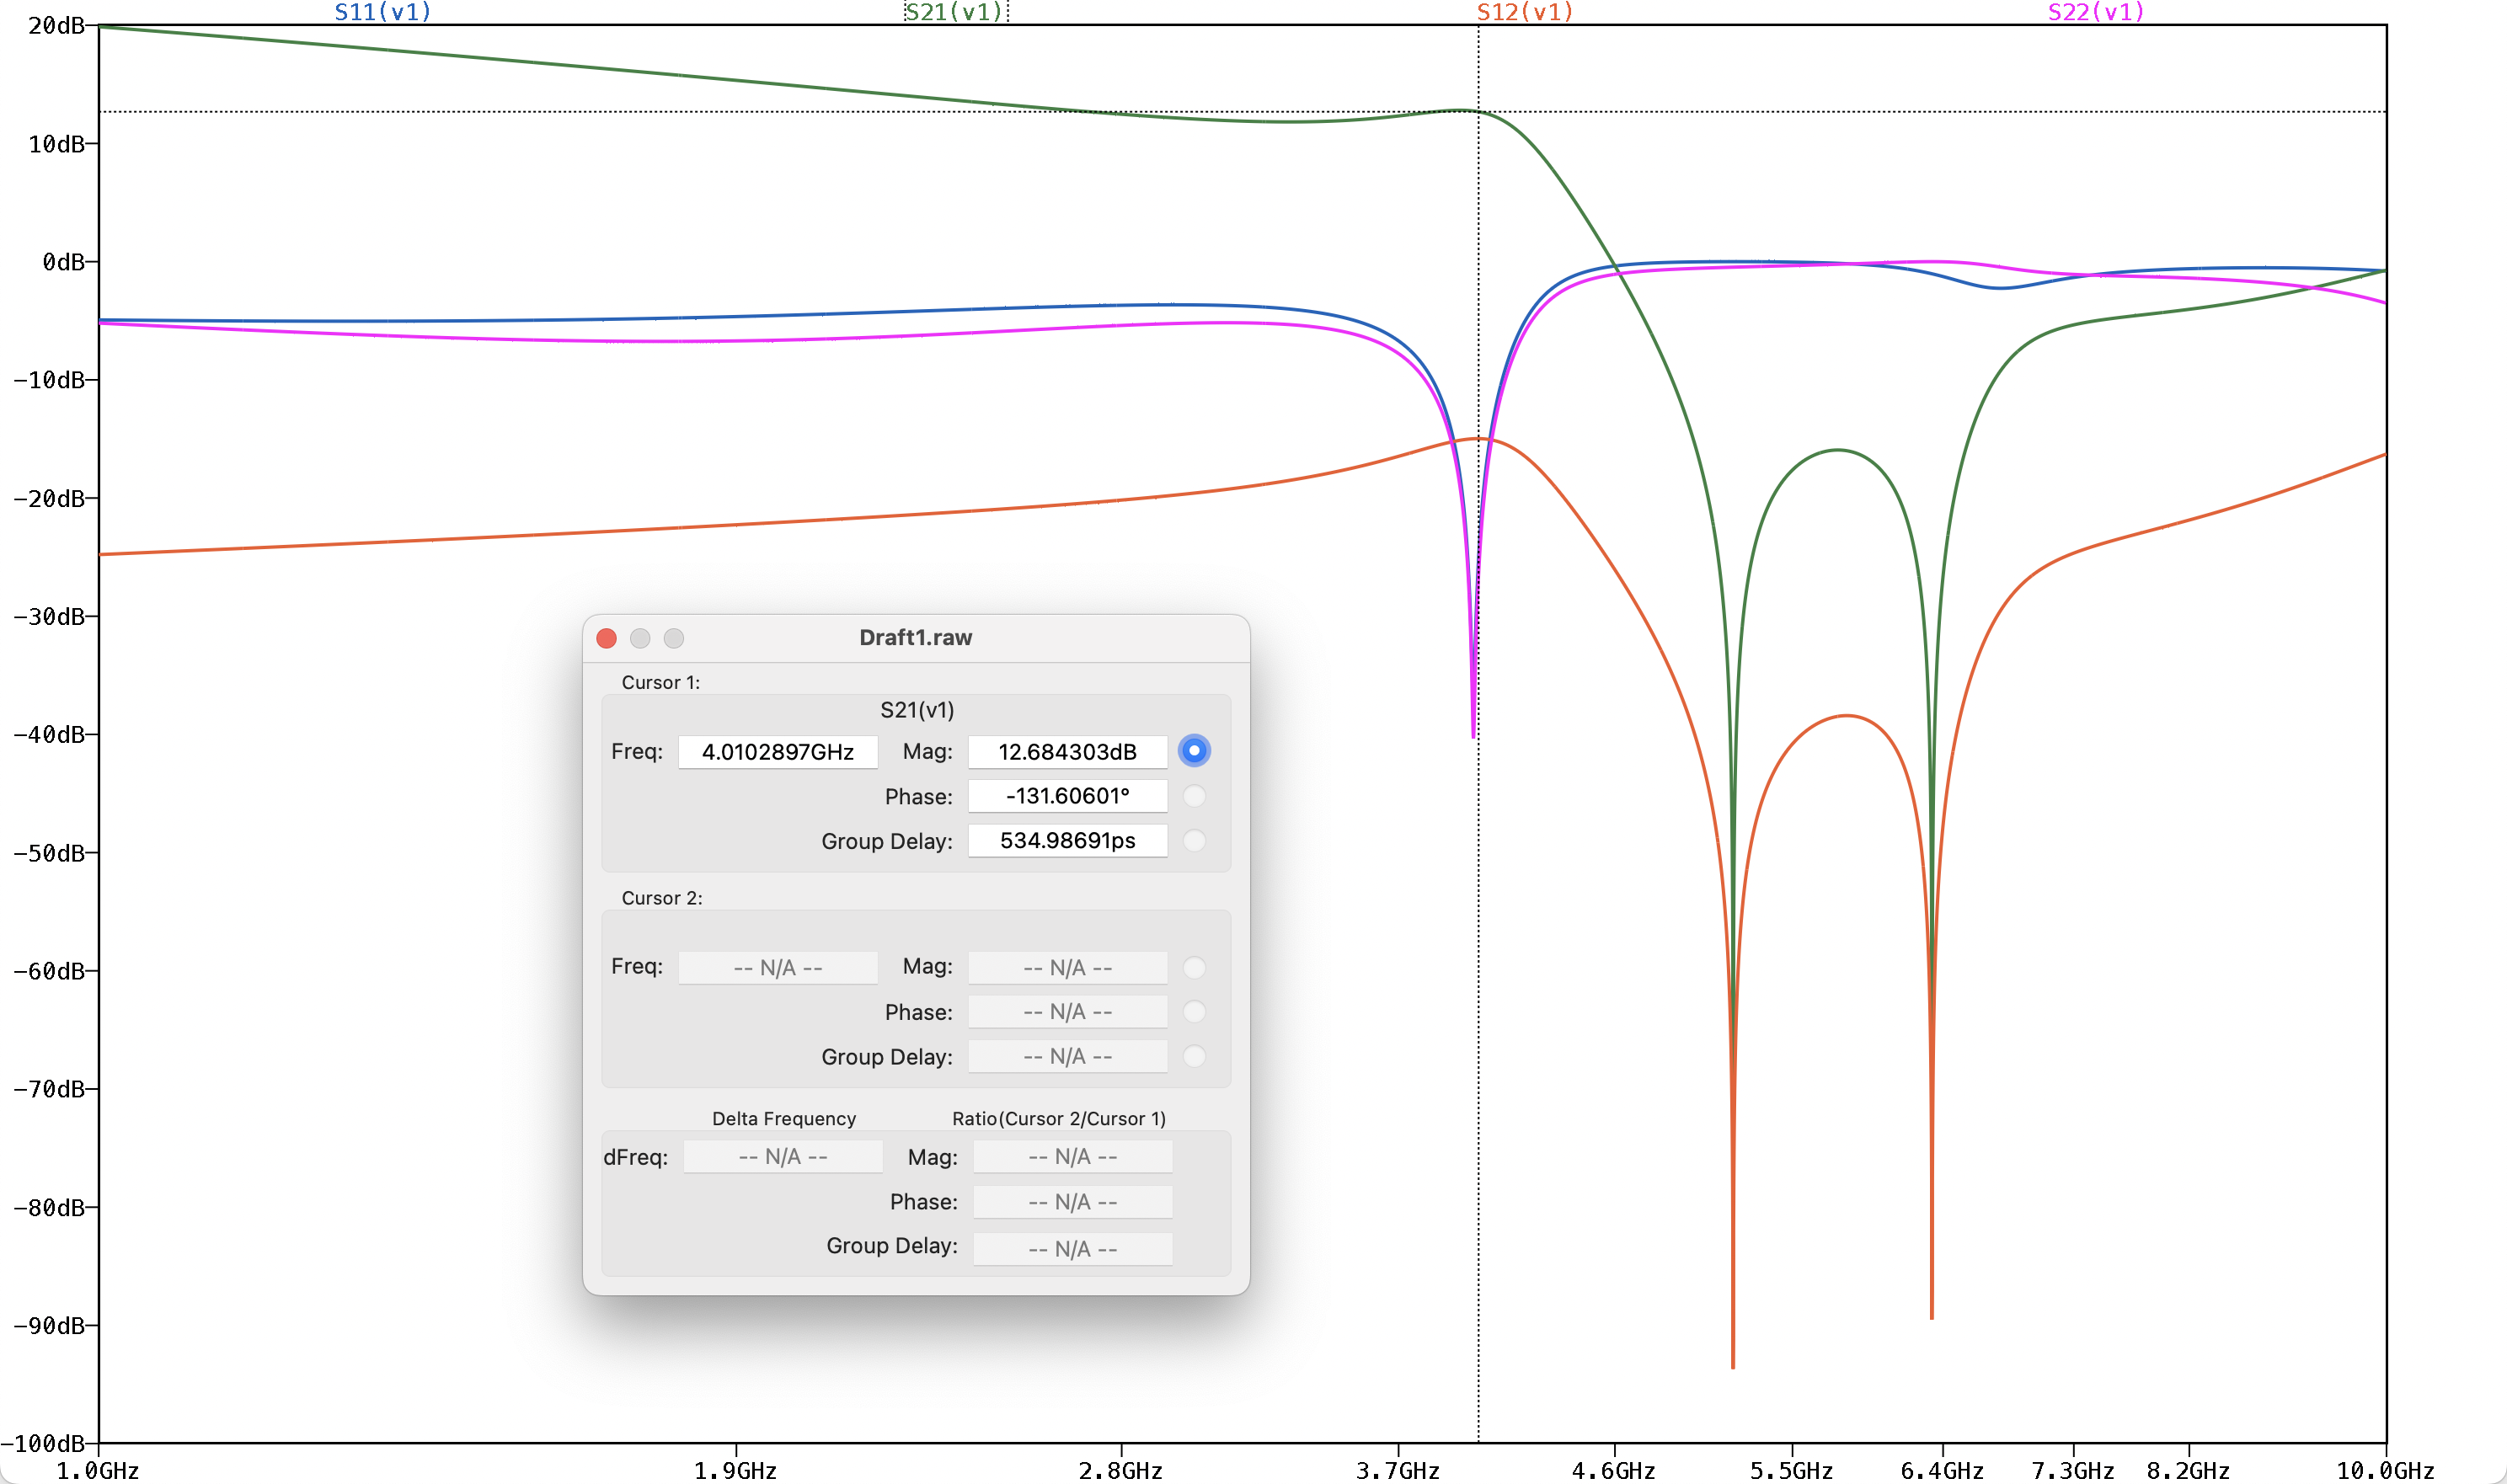 S11(v1) S21(v1) S12(v1) S22(v1)
20dB
10dB
0dB
−10dB
−20dB
−30dB
−40dB
−50dB
−60dB
−70dB
−80dB
−90dB
−100dB
1.0GHz 1.9GHz 2.8GHz 3.7GHz 4.6GHz 5.5GHz 6.4GHz 7.3GHz 8.2GHz 10.0GHz
Draft1.raw
Cursor 1:
S21(v1)
Freq: 4.0102897GHz Mag: 12.684303dB
Phase: -131.60601°
Group Delay: 534.98691ps
Cursor 2:
Freq: -- N/A -- Mag: -- N/A --
Phase: -- N/A --
Group Delay: -- N/A --
Delta Frequency Ratio(Cursor 2/Cursor 1)
dFreq: -- N/A -- Mag: -- N/A --
Phase: -- N/A --
Group Delay: -- N/A --